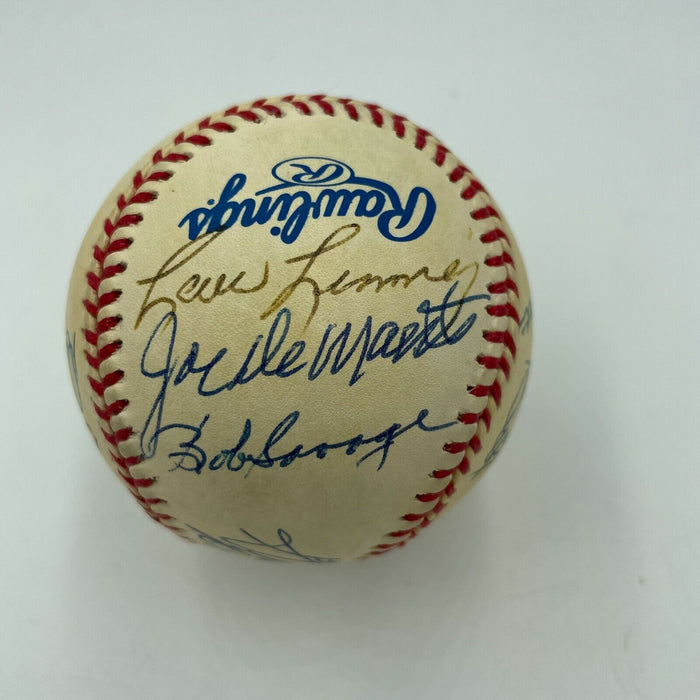 Rawlings
R
Lou Limmer
Joe DeMaestri
Bob Savage